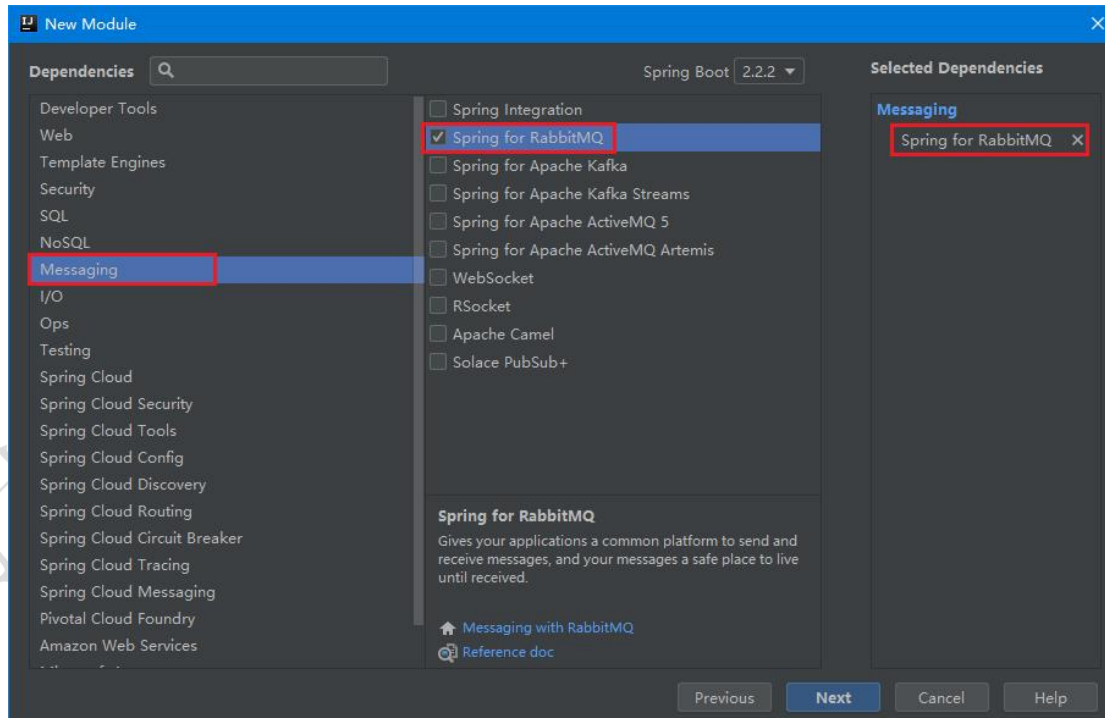 New Module
Dependencies
Spring Boot 2.2.2
Selected Dependencies
Developer Tools
Web
Template Engines
Security
SQL
NoSQL
Messaging
I/O
Ops
Testing
Spring Cloud
Spring Cloud Security
Spring Cloud Tools
Spring Cloud Config
Spring Cloud Discovery
Spring Cloud Routing
Spring Cloud Circuit Breaker
Spring Cloud Tracing
Spring Cloud Messaging
Pivotal Cloud Foundry
Amazon Web Services
Spring Integration
Spring for RabbitMQ
Spring for Apache Kafka
Spring for Apache Kafka Streams
Spring for Apache ActiveMQ 5
Spring for Apache ActiveMQ Artemis
WebSocket
RSocket
Apache Camel
Solace PubSub+
Spring for RabbitMQ
Gives your applications a common platform to send and
receive messages, and your messages a safe place to live
until received.
Messaging with RabbitMQ
Reference doc
Messaging
Spring for RabbitMQ
Previous
Next
Cancel
Help